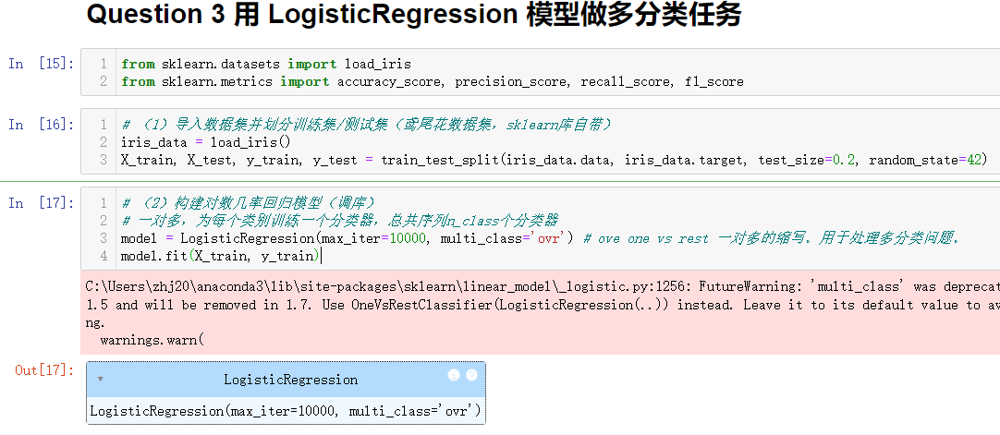 Question 3 用 LogisticRegression 模型做多分类任务
In [15]:
1 from sklearn.datasets import load_iris
2 from sklearn.metrics import accuracy_score, precision_score, recall_score, f1_score
In [16]:
1 # （1）导入数据集并划分训练集/测试集（鸢尾花数据集，sklearn库自带）
2 iris_data = load_iris()
3 X_train, X_test, y_train, y_test = train_test_split(iris_data.data, iris_data.target, test_size=0.2, random_state=42)
In [17]:
1 # （2）构建对数几率回归模型（调库）
2 # 一对多，为每个类别训练一个分类器，总共序列n_class个分类器
3 model = LogisticRegression(max_iter=10000, multi_class='ovr') # ove one vs rest 一对多的缩写。用于处理多分类问题。
4 model.fit(X_train, y_train)
C:\Users\zhj20\anaconda3\lib\site-packages\sklearn\linear_model\_logistic.py:1256: FutureWarning: 'multi_class' was deprecat
1.5 and will be removed in 1.7. Use OneVsRestClassifier(LogisticRegression(..)) instead. Leave it to its default value to av
ng.
warnings.warn(
Out[17]:
▾ LogisticRegression i ?
LogisticRegression(max_iter=10000, multi_class='ovr')